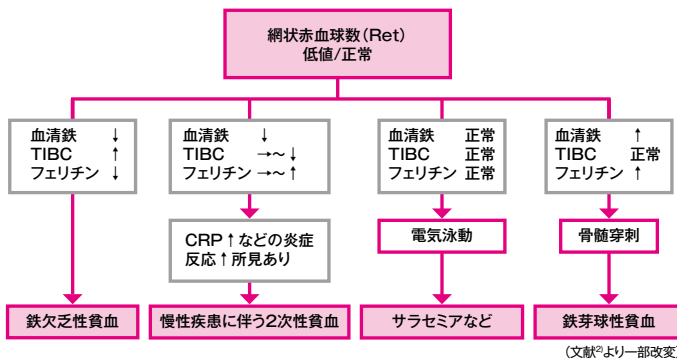 網状赤血球数(Ret)
低値/正常
血清鉄 ↓
TIBC ↑
フェリチン ↓
血清鉄 ↓
TIBC →~↓
フェリチン →~↑
血清鉄 正常
TIBC 正常
フェリチン 正常
血清鉄 ↑
TIBC 正常
フェリチン ↑
CRP↑などの炎症
反応↑所見あり
電気泳動
骨髄穿刺
鉄欠乏性貧血
慢性疾患に伴う2次性貧血
サラセミアなど
鉄芽球性貧血
(文献2)より一部改変)